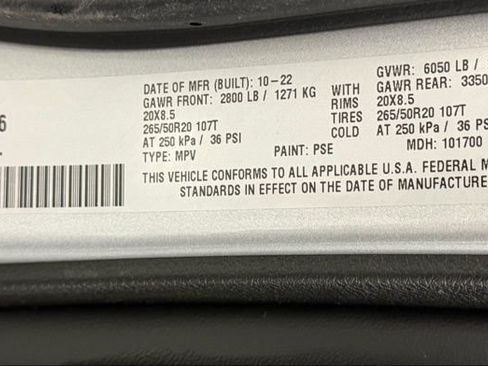 6
DATE OF MFR (BUILT): 10-22 GVWR: 6050 LB /
GAWR FRONT: 2800 LB / 1271 KG WITH GAWR REAR: 3350
20X8.5 RIMS 20X8.5
265/50R20 107T TIRES 265/50R20 107T
AT 250 kPa / 36 PSI COLD AT 250 kPa / 36 PS
TYPE: MPV PAINT: PSE MDH: 101700
THIS VEHICLE CONFORMS TO ALL APPLICABLE U.S.A. FEDERAL M
STANDARDS IN EFFECT ON THE DATE OF MANUFACTURE